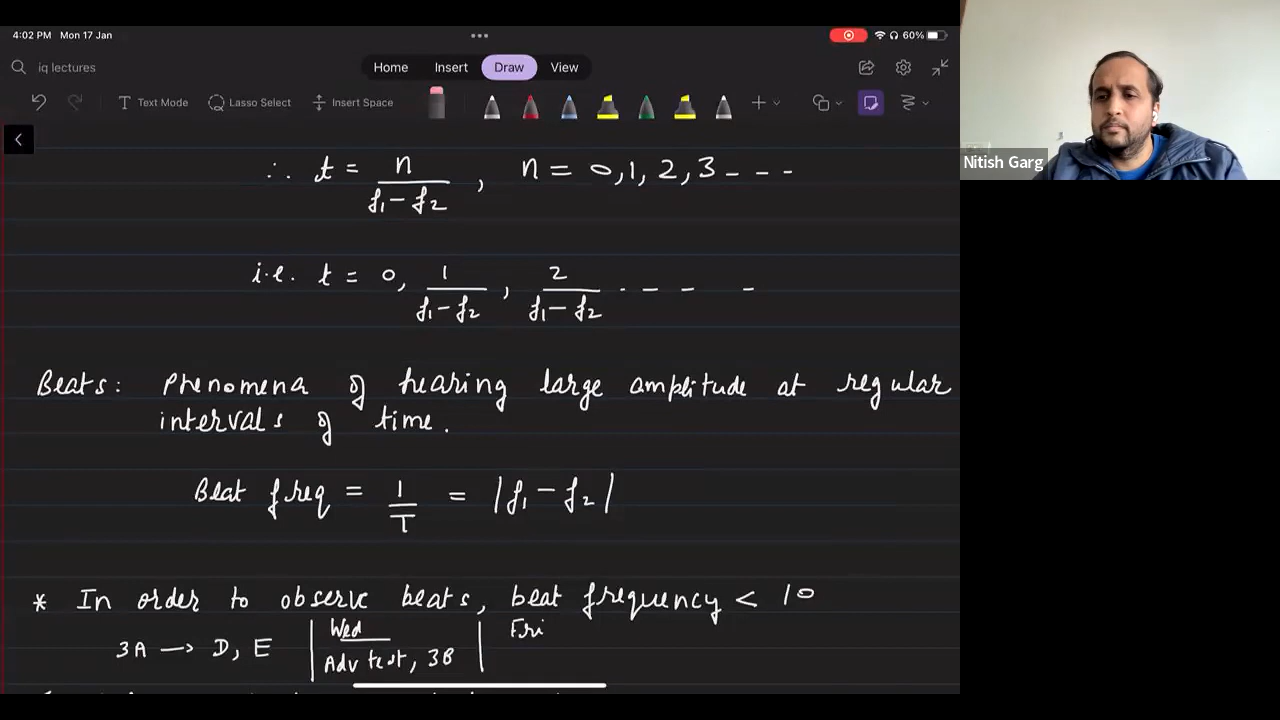 4:02 PM Mon 17 Jan
60%
iq lectures
Home Insert Draw View
Text Mode Lasso Select Insert Space
∴ t = n/(f₁-f₂), n = 0,1,2,3---
i.e. t = 0, 1/(f₁-f₂), 2/(f₁-f₂) . - - -
Beats: Phenomena of hearing large amplitude at regular
intervals of time.
Beat freq = 1/T = |f₁-f₂|
* In order to observe beats, beat frequency < 10
3A → D, E | Wed | Fri
Adv test, 3B
Nitish Garg